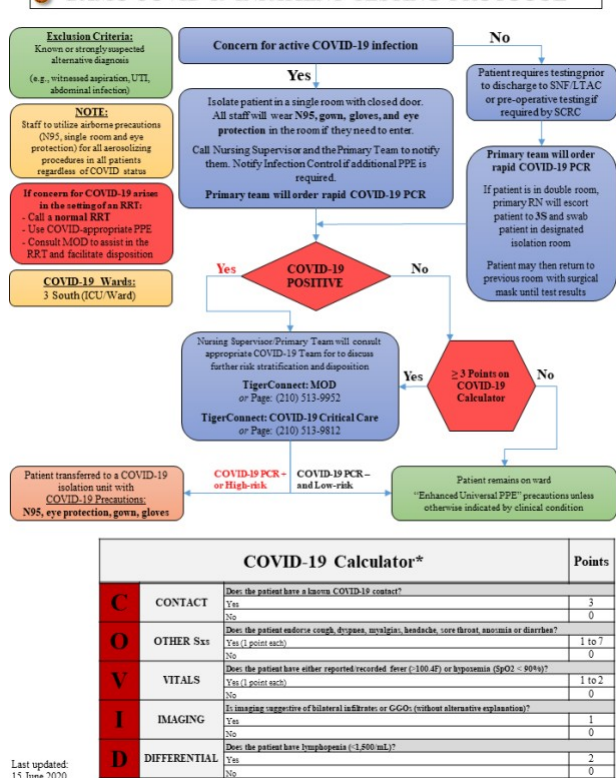 Exclusion Criteria:
Known or strongly suspected
alternative diagnosis
(e.g., witnessed aspiration, UTI,
abdominal infection)
NOTE:
Staff to utilize airborne precautions
(N95, single room and eye
protection) for all aerosolizing
procedures in all patients
regardless of COVID status
If concern for COVID-19 arises
in the setting of an RRT:
- Call a normal RRT
- Use COVID-appropriate PPE
- Consult MOD to assist in the
RRT and facilitate disposition
COVID-19 Wards:
3 South (ICU/Ward)
Concern for active COVID-19 infection
No
Yes
Isolate patient in a single room with closed door.
All staff will wear N95, gown, gloves, and eye
protection in the room if they need to enter.
Call Nursing Supervisor and the Primary Team to notify
them. Notify Infection Control if additional PPE is
required.
Primary team will order rapid COVID-19 PCR
Patient requires testing prior
to discharge to SNF/LTAC
or pre-operative testing if
required by SCRC
Primary team will order
rapid COVID-19 PCR
If patient is in double room,
primary RN will escort
patient to 3S and swab
patient in designated
isolation room
Patient may then return to
previous room with surgical
mask until test results
Yes
COVID-19
POSITIVE
No
Nursing Supervisor/Primary Team will consult
appropriate COVID-19 Team for to discuss
further risk stratification and disposition
TigerConnect: MOD
or Page: (210) 513-9952
TigerConnect: COVID-19 Critical Care
or Page: (210) 513-9812
Yes
≥ 3 Points on
COVID-19
Calculator
No
COVID-19 PCR+
or High-risk
COVID-19 PCR–
and Low-risk
Patient transferred to a COVID-19
isolation unit with
COVID-19 Precautions:
N95, eye protection, gown, gloves
Patient remains on ward
“Enhanced Universal PPE” precautions unless
otherwise indicated by clinical condition
COVID-19 Calculator* Points
C CONTACT
Does the patient have a known COVID-19 contact?
Yes 3
No 0
O OTHER Sxs
Does the patient endorse cough, dyspnea, myalgias, headache, sore throat, anosmia or diarrhea?
Yes (1 point each) 1 to 7
No 0
V VITALS
Does the patient have either reported/recorded fever (>100.4F) or hypoxemia (SpO2 < 90%)?
Yes (1 point each) 1 to 2
No 0
I IMAGING
Is imaging suggestive of bilateral infiltrates or GGOs (without alternative explanation)?
Yes 1
No 0
D DIFFERENTIAL
Does the patient have lymphopenia (<1,500/mL)?
Yes 2
No 0
Last updated:
15 June 2020